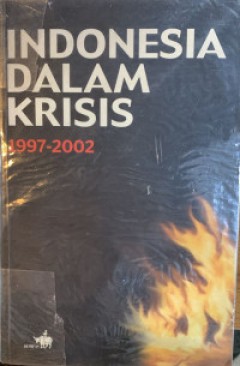 INDONESIA
DALAM
KRISIS
1997-2002